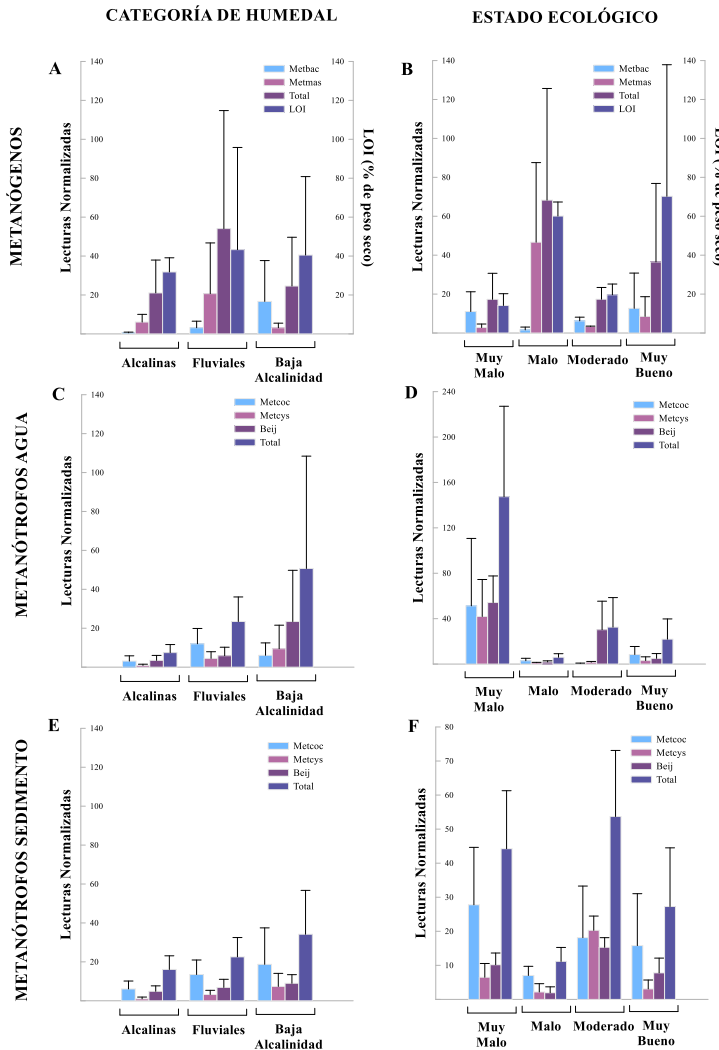 CATEGORÍA DE HUMEDAL
ESTADO ECOLÓGICO
METANÓGENOS
A
140
120
100
80
60
40
20
Lecturas Normalizadas
Metbac
Metmas
Total
LOI
140
120
100
80
60
40
20
LOI (% de peso seco)
Alcalinas
Fluviales
Baja
Alcalinidad
B
140
120
100
80
60
40
20
Lecturas Normalizadas
Metbac
Metmas
Total
LOI
140
120
100
80
60
40
20
LOI (% de peso seco)
Muy
Malo
Malo
Moderado
Muy
Bueno
METANÓTROFOS AGUA
C
140
120
100
80
60
40
20
Lecturas Normalizadas
Metcoc
Metcys
Beij
Total
Alcalinas
Fluviales
Baja
Alcalinidad
D
240
200
160
120
80
40
Lecturas Normalizadas
Metcoc
Metcys
Beij
Total
Muy
Malo
Malo
Moderado
Muy
Bueno
METANÓTROFOS SEDIMENTO
E
140
120
100
80
60
40
20
Lecturas Normalizadas
Metcoc
Metcys
Beij
Total
Alcalinas
Fluviales
Baja
Alcalinidad
F
80
70
60
50
40
30
20
10
Lecturas Normalizadas
Metcoc
Metcys
Beij
Total
Muy
Malo
Malo
Moderado
Muy
Bueno